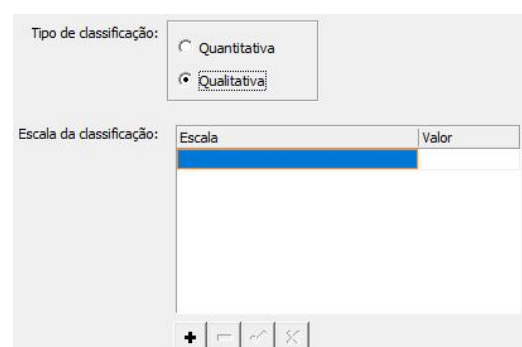 Tipo de classificação:
Quantitativa
Qualitativa
Escala da classificação:
Escala Valor